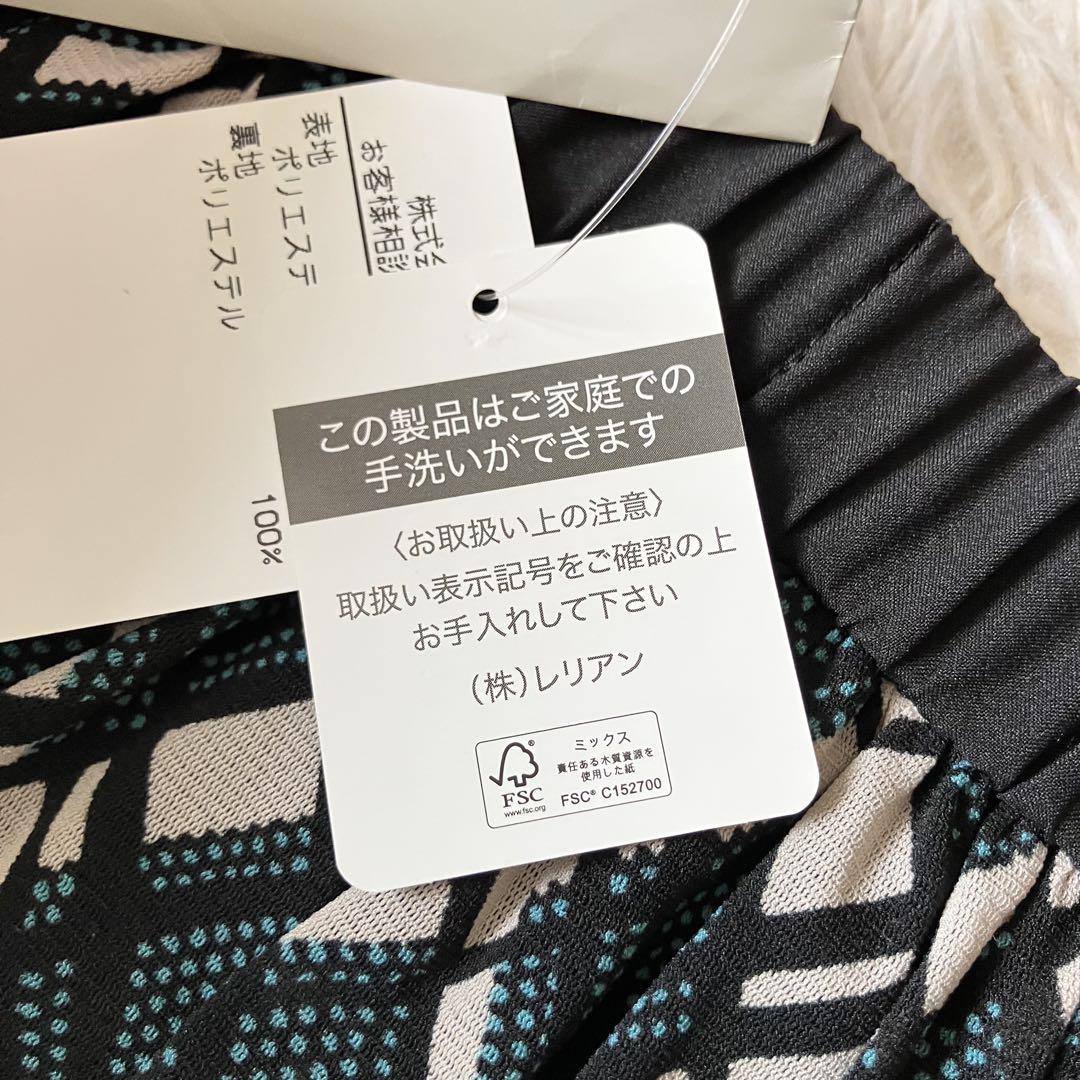 株式会
お客様相談
表地
ポリエステ
裏地
ポリエステル
100%
この製品はご家庭での
手洗いができます
〈お取扱い上の注意〉
取扱い表示記号をご確認の上
お手入れして下さい
(株)レリアン
FSC®
www.fsc.org
ミックス
責任ある木質資源を
使用した紙
FSC® C152700